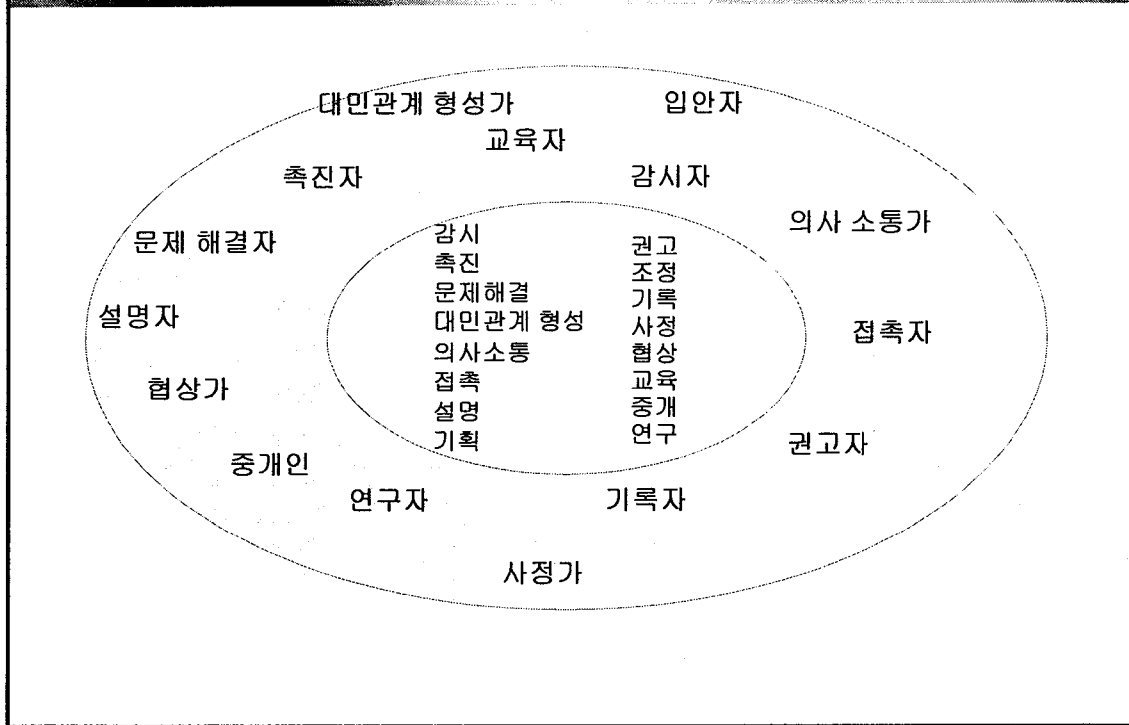 대민관계 형성가
입안자
교육자
촉진자
감시자
의사 소통가
문제 해결자
설명자
접촉자
협상가
권고자
중개인
연구자
기록자
사정가
감시
촉진
문제해결
대민관계 형성
의사소통
접촉
설명
기획
권고
조정
기록
사정
협상
교육
중개
연구